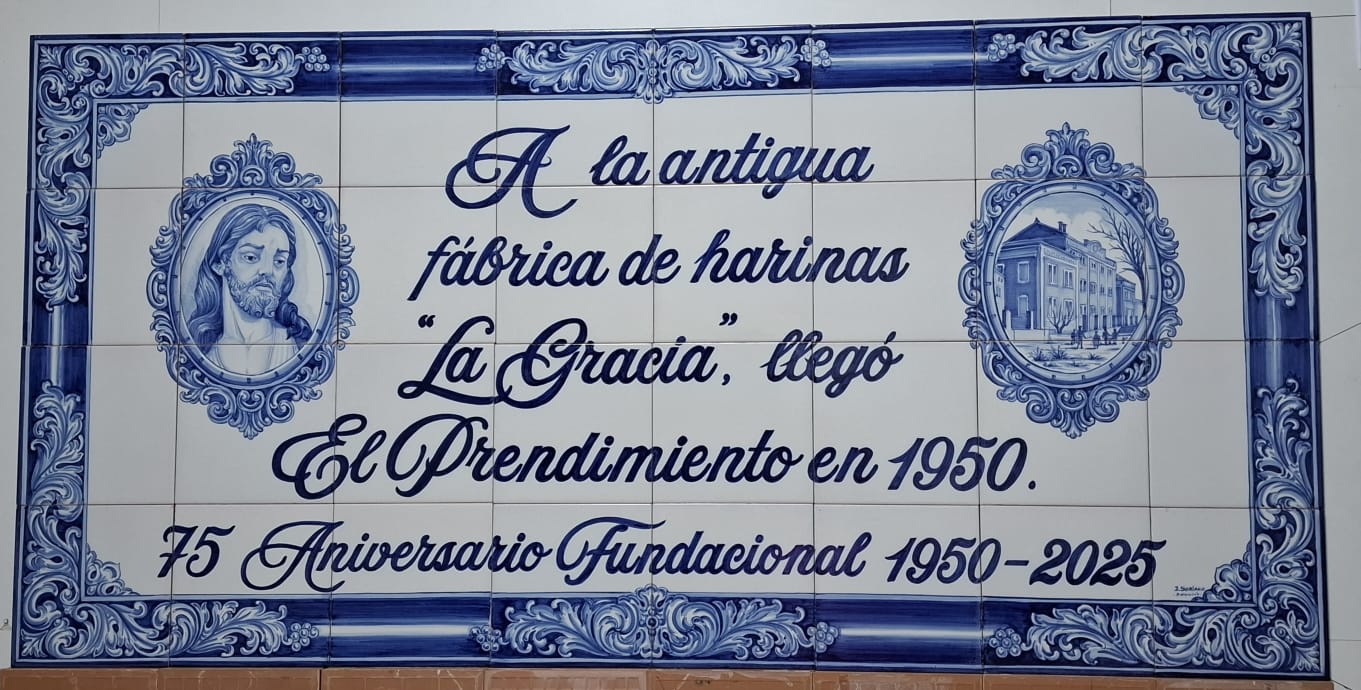 A la antigua
fábrica de harinas
“La Gracia”, llegó
El Prendimiento en 1950.
75 Aniversario Fundacional 1950-2025